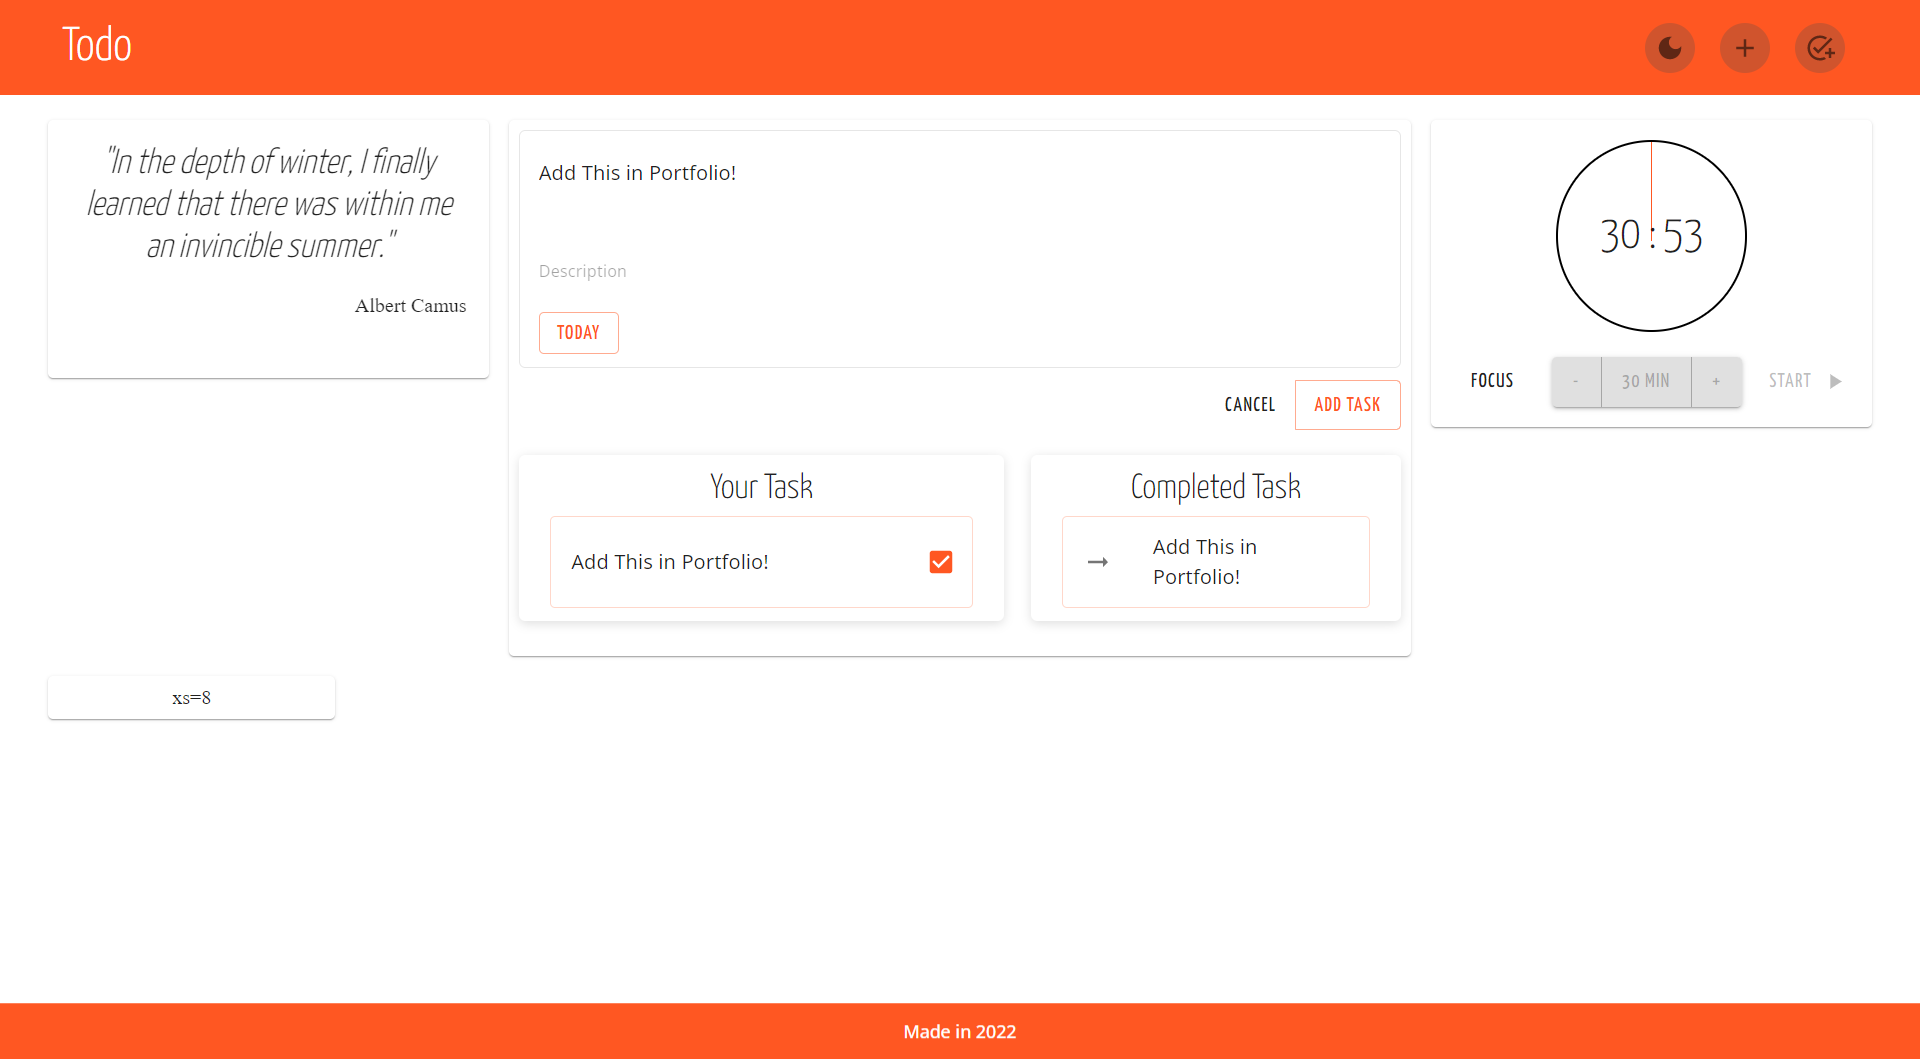 Todo
"In the depth of winter, I finally
learned that there was within me
an invincible summer."
Albert Camus
Add This in Portfolio!
Description
TODAY
CANCEL
ADD TASK
Your Task
Add This in Portfolio!
Completed Task
Add This in
Portfolio!
30 : 53
FOCUS
-
30 MIN
+
START
xs=8
Made in 2022